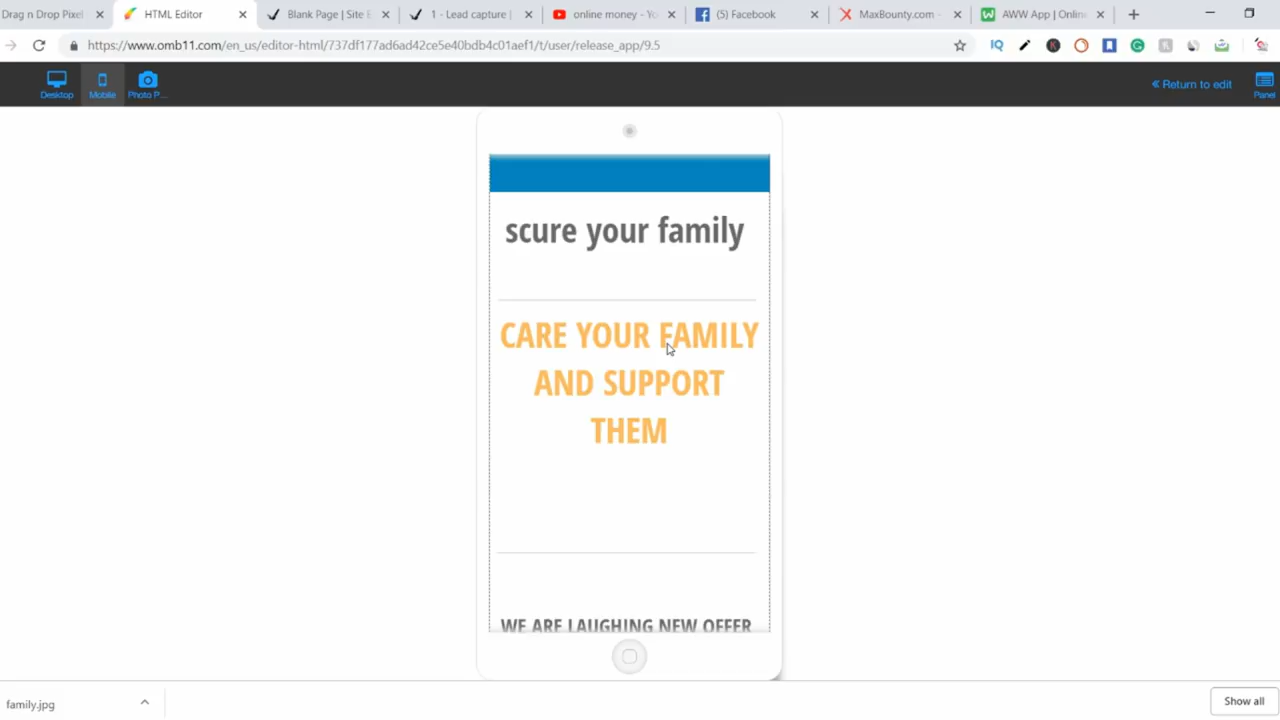 Drag n Drop Pixel
HTML Editor
Blank Page | Site E
1 - Lead capture |
online money - Yo
(5) Facebook
MaxBounty.com -
AWW App | Online
https://www.omb11.com/en_us/editor-html/737df177ad6ad42ce5e40bdb4c01aef1/t/user/release_app/9.5
Desktop
Mobile
Photo P...
« Return to edit
Panel
scure your family
CARE YOUR FAMILY
AND SUPPORT
THEM
WE ARE LAUGHING NEW OFFER
family.jpg
Show all